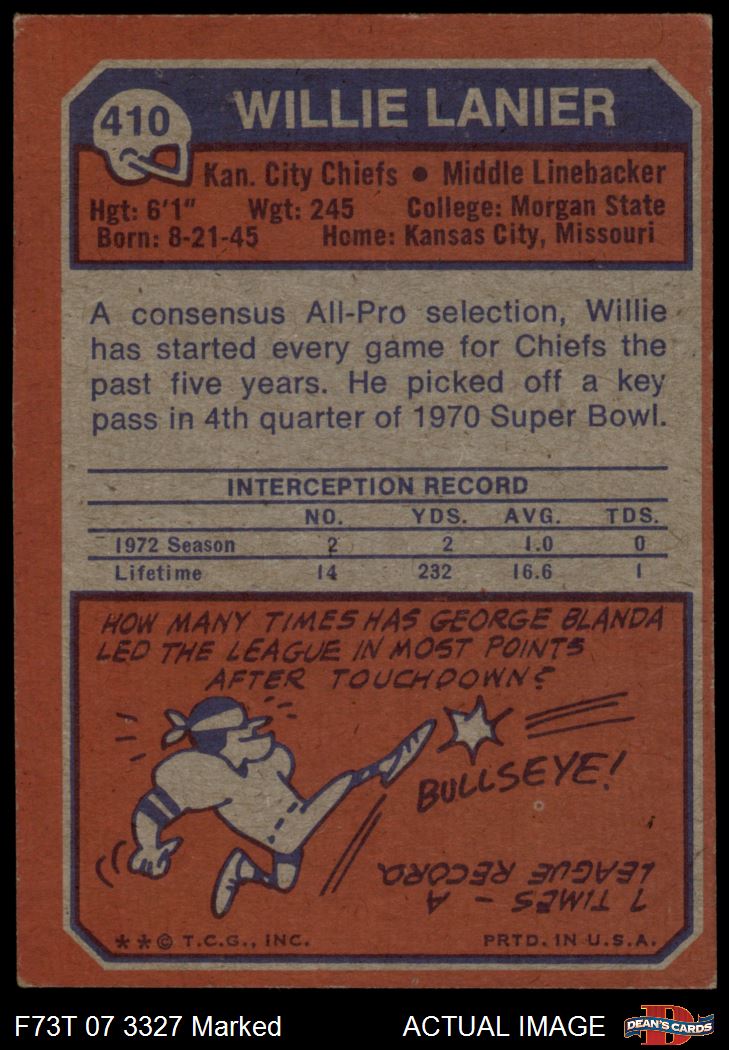 410
WILLIE LANIER
Kan. City Chiefs • Middle Linebacker
Hgt: 6'1" Wgt: 245 College: Morgan State
Born: 8-21-45 Home: Kansas City, Missouri
A consensus All-Pro selection, Willie
has started every game for Chiefs the
past five years. He picked off a key
pass in 4th quarter of 1970 Super Bowl.
INTERCEPTION RECORD
NO. YDS. AVG. TDS.
1972 Season 2 2 1.0 0
Lifetime 14 232 16.6 1
HOW MANY TIMES HAS GEORGE BLANDA
LED THE LEAGUE IN MOST POINTS
AFTER TOUCHDOWN?
BULLSEYE!
7 TIMES - A
LEAGUE RECORD.
**© T.C.G., INC. PRTD. IN U.S.A.
F73T 07 3327 Marked ACTUAL IMAGE
D
DEAN'S CARDS